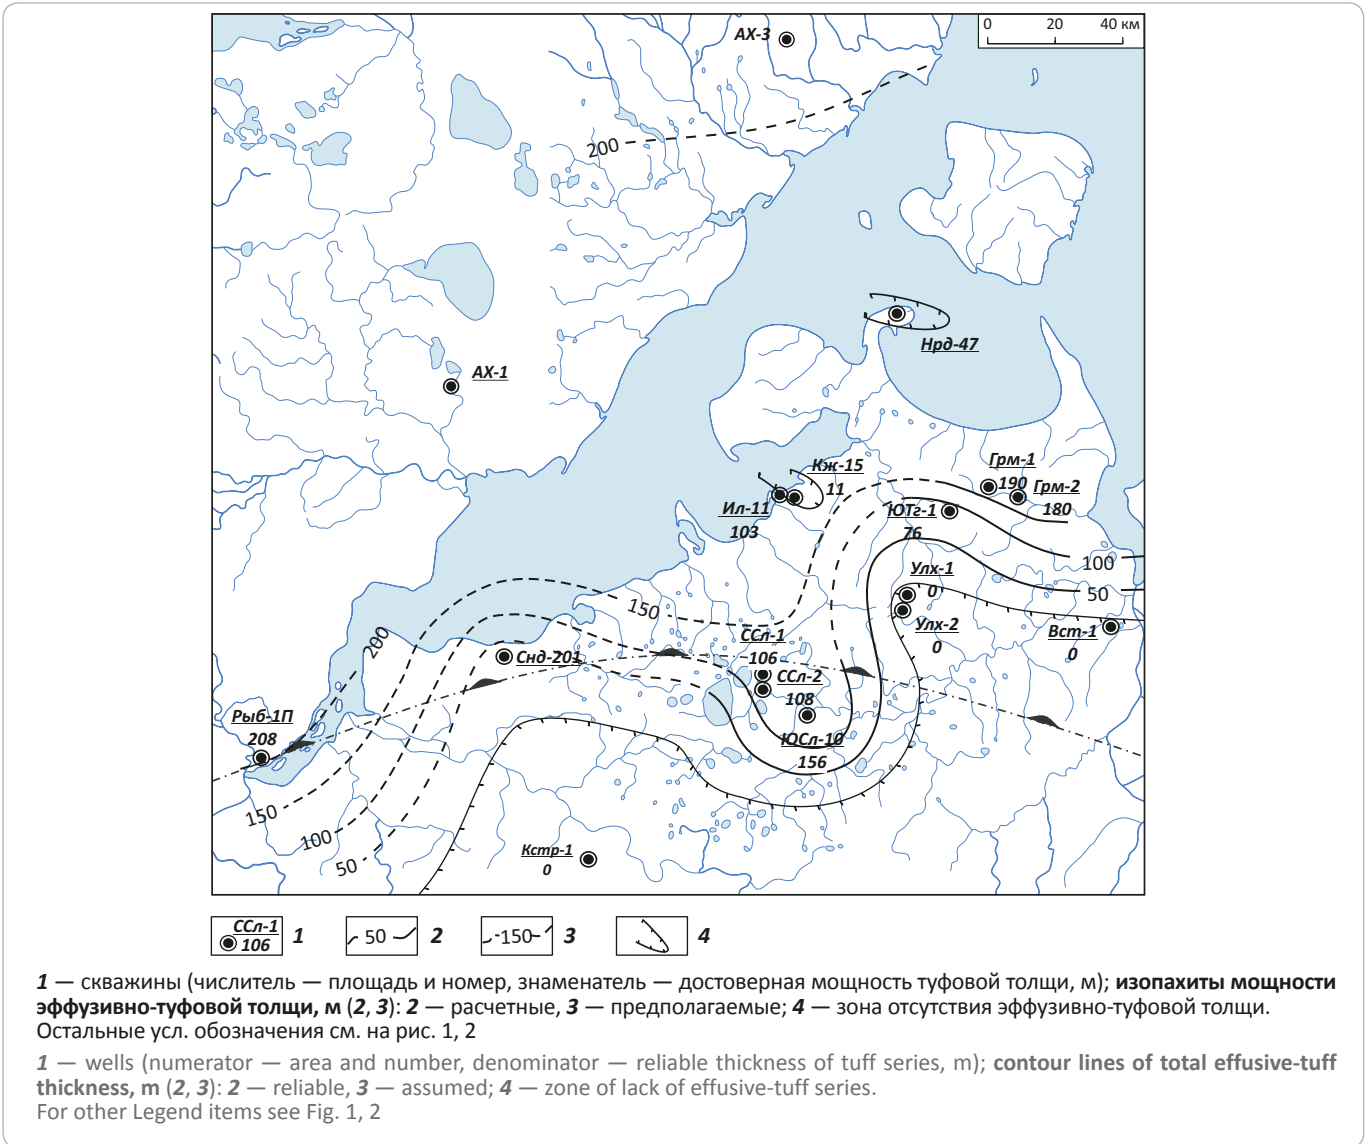 АХ-3
0 20 40 км
200
Нрд-47
АХ-1
Кж-15
11
Грм-1
190
Грм-2
180
Ил-11
103
ЮТг-1
76
100
Улх-1
0
50
150
Улх-2
0
Вст-1
0
200
ССл-1
106
Снд-201
ССл-2
108
Рыб-1П
208
ЮСл-10
156
150
100
50
Кстр-1
0
ССл-1
106
1
50
2
150
3
4
1 — скважины (числитель — площадь и номер, знаменатель — достоверная мощность туфовой толщи, м); изопахиты мощности
эффузивно-туфовой толщи, м (2, 3): 2 — расчетные, 3 — предполагаемые; 4 — зона отсутствия эффузивно-туфовой толщи.
Остальные усл. обозначения см. на рис. 1, 2
1 — wells (numerator — area and number, denominator — reliable thickness of tuff series, m); contour lines of total effusive-tuff
thickness, m (2, 3): 2 — reliable, 3 — assumed; 4 — zone of lack of effusive-tuff series.
For other Legend items see Fig. 1, 2